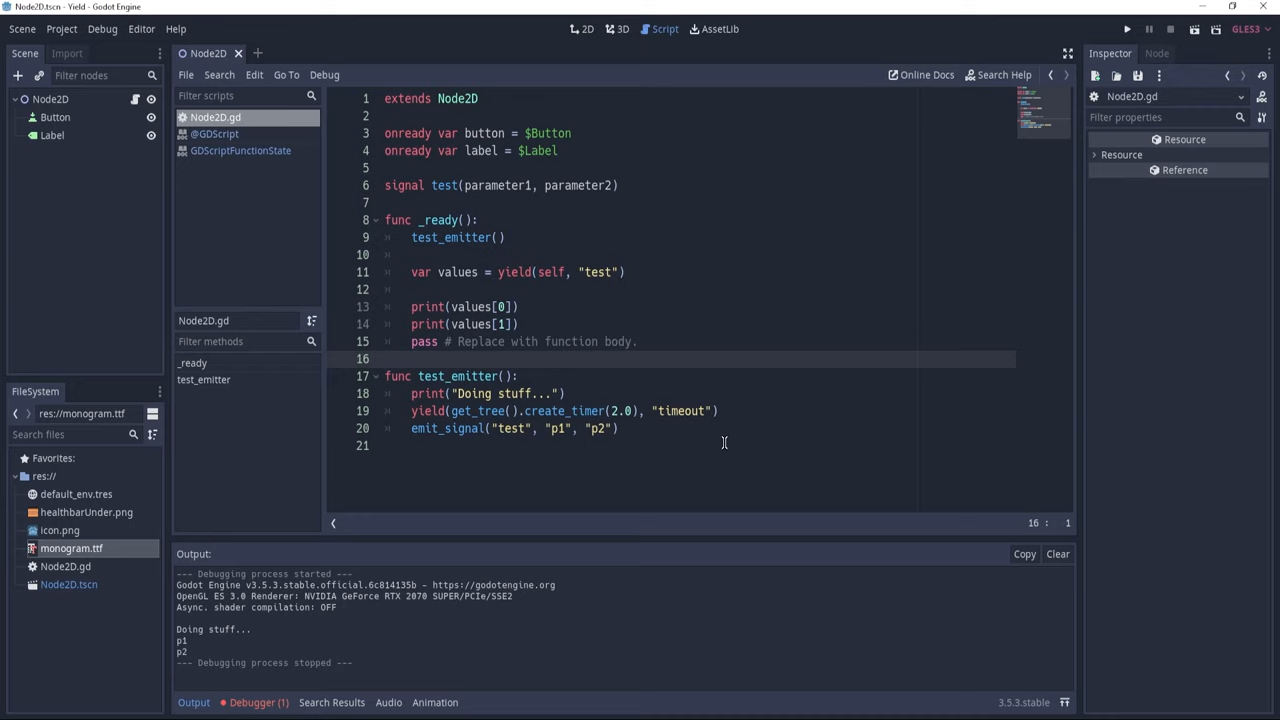 Node2D.tscn - Yield - Godot Engine
Scene Project Debug Editor Help
2D 3D Script AssetLib
GLES3
Scene Import
Filter nodes
Node2D
Button
Label
FileSystem
res://monogram.ttf
Search files
Favorites:
res://
default_env.tres
healthbarUnder.png
icon.png
monogram.ttf
Node2D.gd
Node2D.tscn
Node2D
File Search Edit Go To Debug
Online Docs Search Help
Filter scripts
Node2D.gd
@GDScript
GDScriptFunctionState
Node2D.gd
Filter methods
_ready
test_emitter
1 extends Node2D
2
3 onready var button = $Button
4 onready var label = $Label
5
6 signal test(parameter1, parameter2)
7
8 func _ready():
9 test_emitter()
10
11 var values = yield(self, "test")
12
13 print(values[0])
14 print(values[1])
15 pass # Replace with function body.
16
17 func test_emitter():
18 print("Doing stuff...")
19 yield(get_tree().create_timer(2.0), "timeout")
20 emit_signal("test", "p1", "p2")
21
16 : 1
Output:
Copy Clear
--- Debugging process started ---
Godot Engine v3.5.3.stable.official.6c814135b - https://godotengine.org
OpenGL ES 3.0 Renderer: NVIDIA GeForce RTX 2070 SUPER/PCIe/SSE2
Async. shader compilation: OFF
Doing stuff...
p1
p2
--- Debugging process stopped ---
Output Debugger (1) Search Results Audio Animation
3.5.3.stable
Inspector Node
Node2D.gd
Filter properties
Resource
Resource
Reference